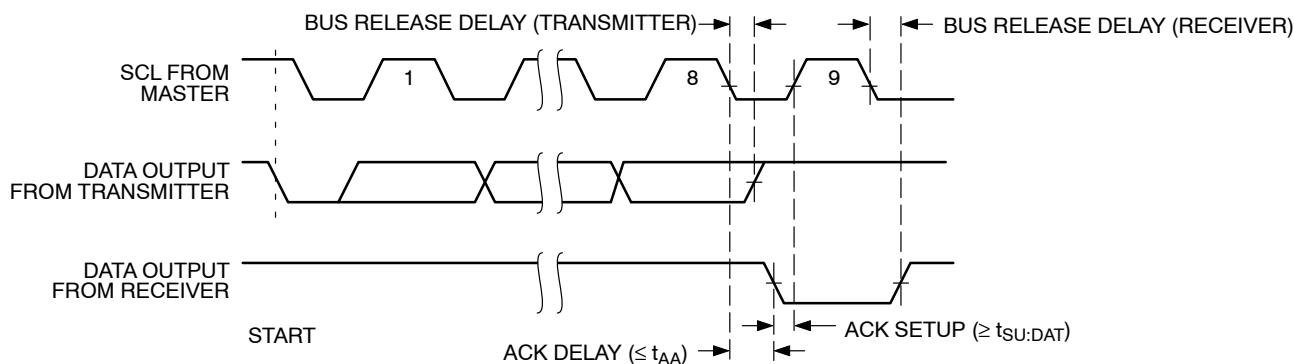 BUS RELEASE DELAY (TRANSMITTER)
BUS RELEASE DELAY (RECEIVER)
SCL FROM
MASTER
1
8
9
DATA OUTPUT
FROM TRANSMITTER
DATA OUTPUT
FROM RECEIVER
START
ACK SETUP (≥ tSU:DAT)
ACK DELAY (≤ tAA)